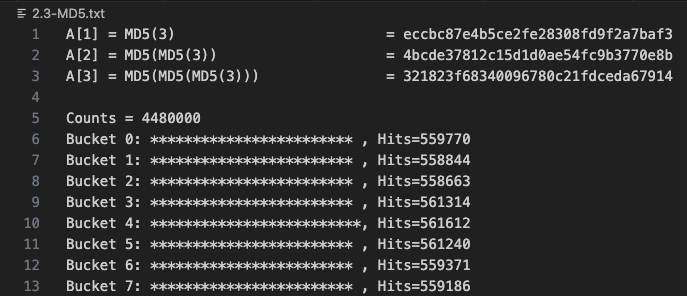 2.3-MD5.txt
1 A[1] = MD5(3) = eccbc87e4b5ce2fe28308fd9f2a7baf3
2 A[2] = MD5(MD5(3)) = 4bcde37812c15d1d0ae54fc9b3770e8b
3 A[3] = MD5(MD5(MD5(3))) = 321823f68340096780c21fdceda67914
4
5 Counts = 4480000
6 Bucket 0: ************************ , Hits=559770
7 Bucket 1: ************************ , Hits=558844
8 Bucket 2: ************************ , Hits=558663
9 Bucket 3: ************************ , Hits=561314
10 Bucket 4: *************************, Hits=561612
11 Bucket 5: ************************ , Hits=561240
12 Bucket 6: ************************ , Hits=559371
13 Bucket 7: ************************ , Hits=559186